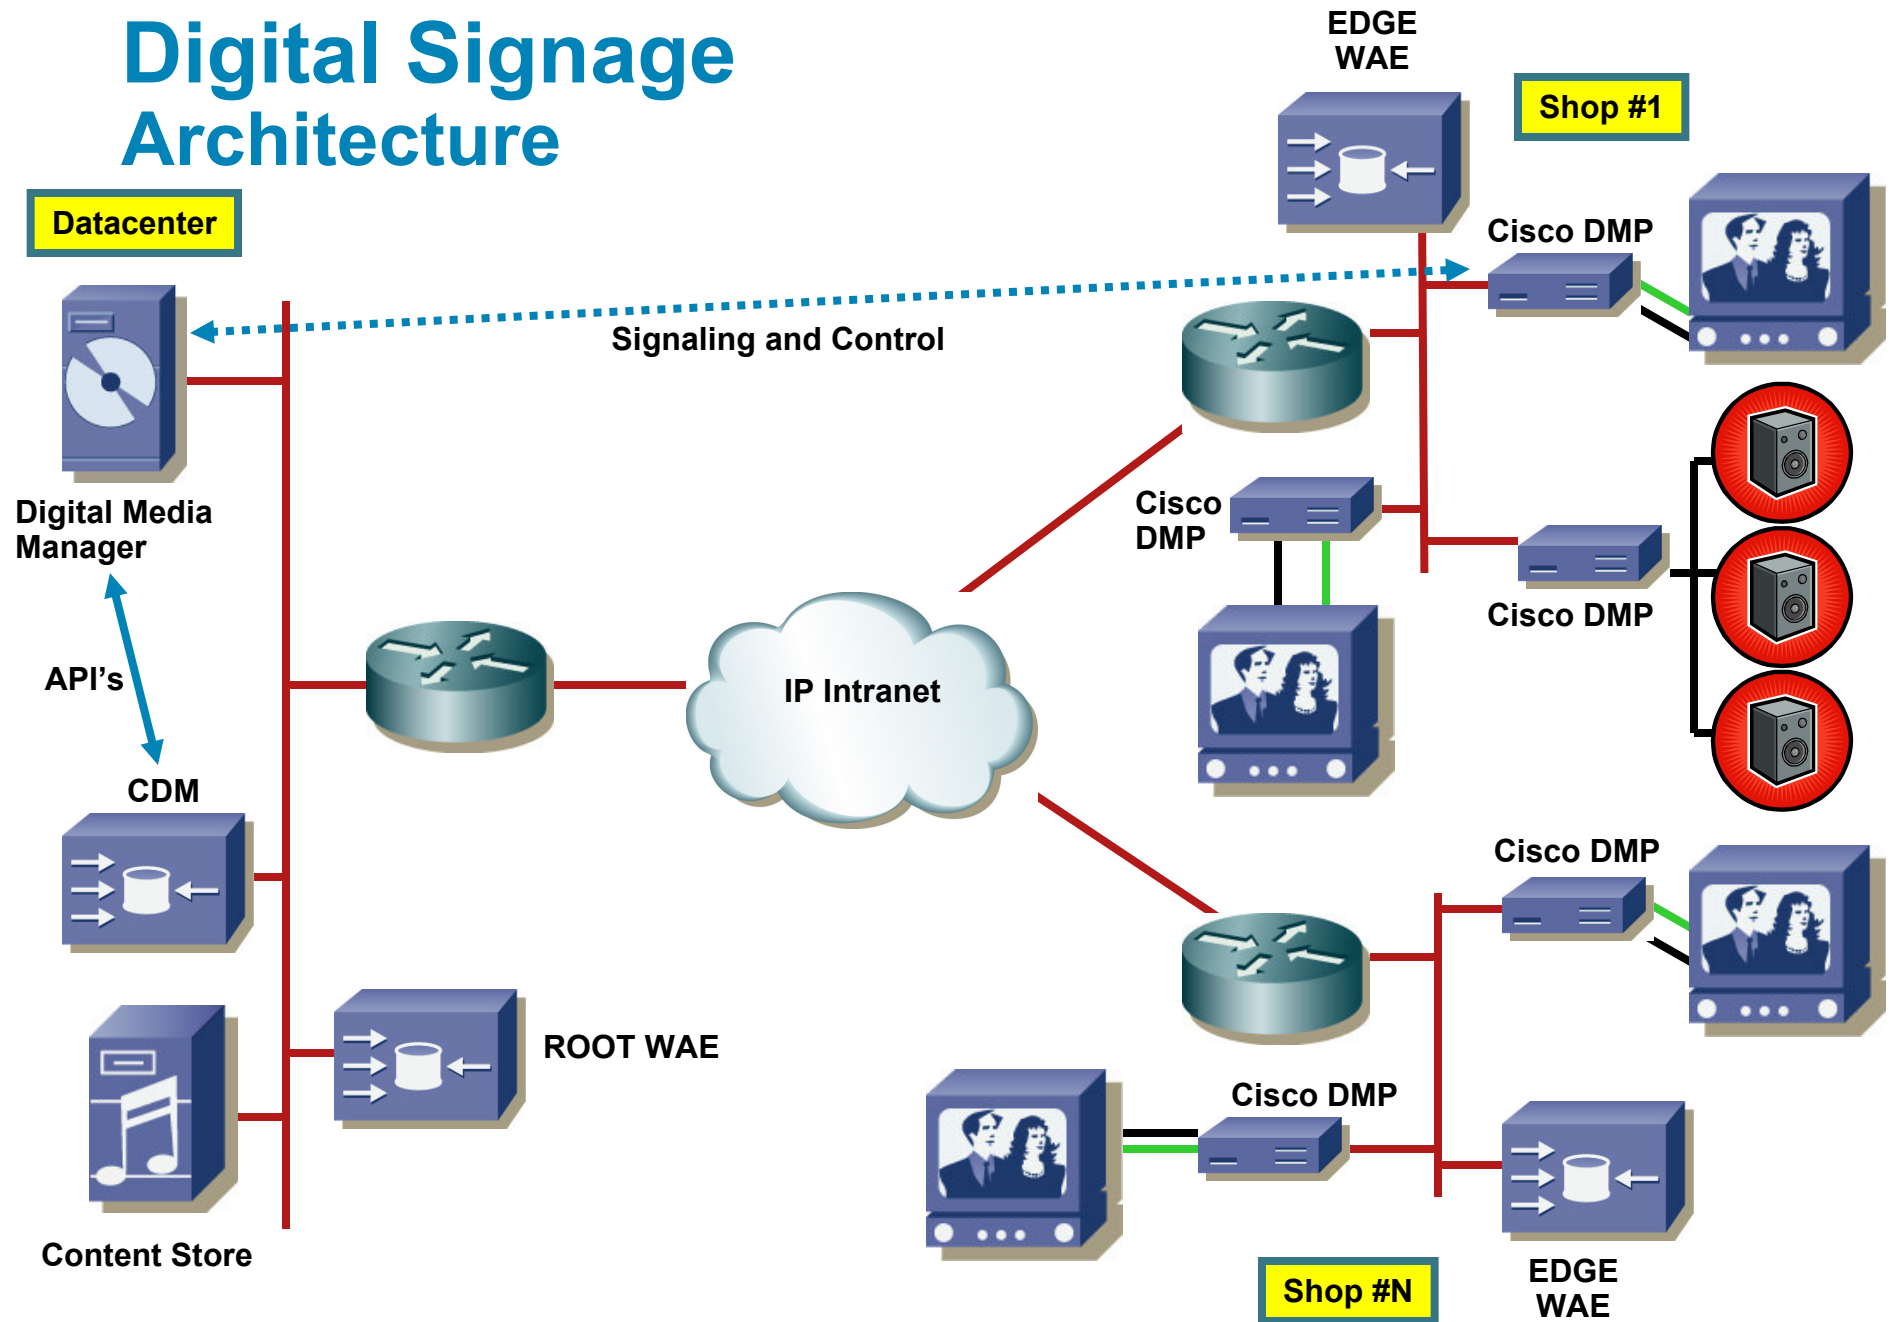 Digital Signage
Architecture
EDGE
WAE
Shop #1
Datacenter
Cisco DMP
Signaling and Control
Digital Media
Manager
Cisco
DMP
Cisco DMP
API's
IP Intranet
CDM
Cisco DMP
ROOT WAE
Cisco DMP
Content Store
Shop #N
EDGE
WAE